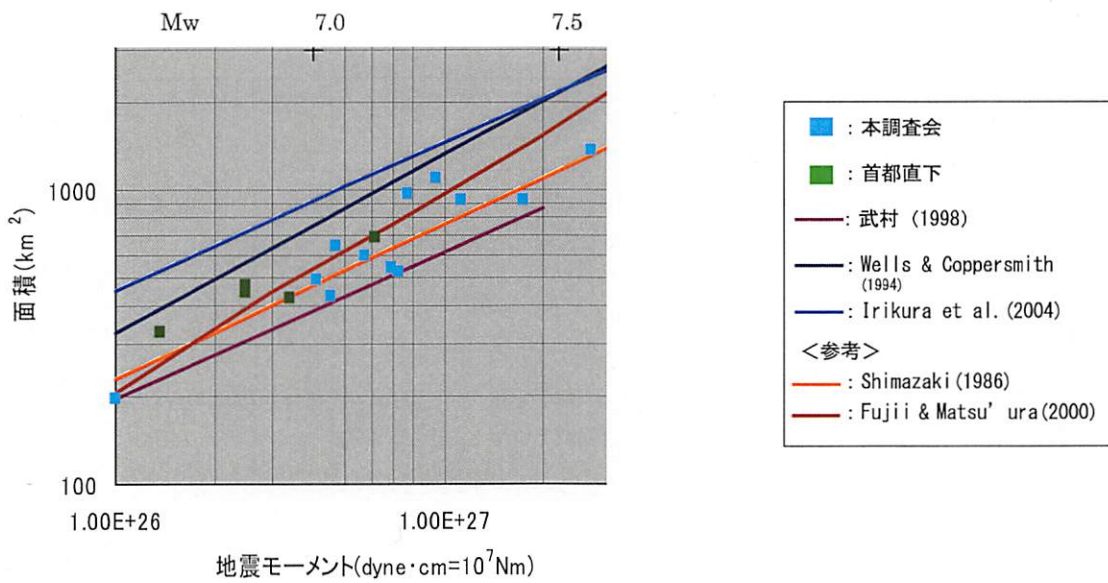 Mw 7.0 7.5
1000
100
面積(km²)
1.00E+26 1.00E+27
地震モーメント(dyne·cm=10⁷Nm)
: 本調査会
: 首都直下
: 武村 (1998)
: Wells & Coppersmith
(1994)
: Irikura et al.(2004)
＜参考＞
: Shimazaki(1986)
: Fujii & Matsu' ura(2000)